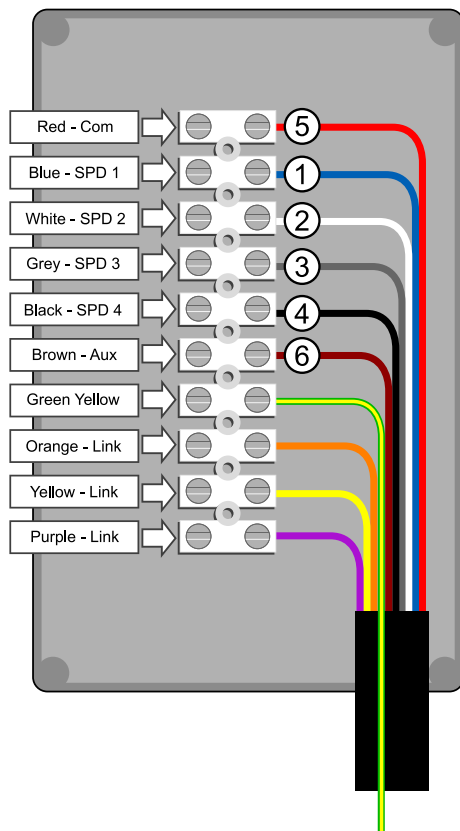 Red - Com
5
Blue - SPD 1
1
White - SPD 2
2
Grey - SPD 3
3
Black - SPD 4
4
Brown - Aux
6
Green Yellow
Orange - Link
Yellow - Link
Purple - Link